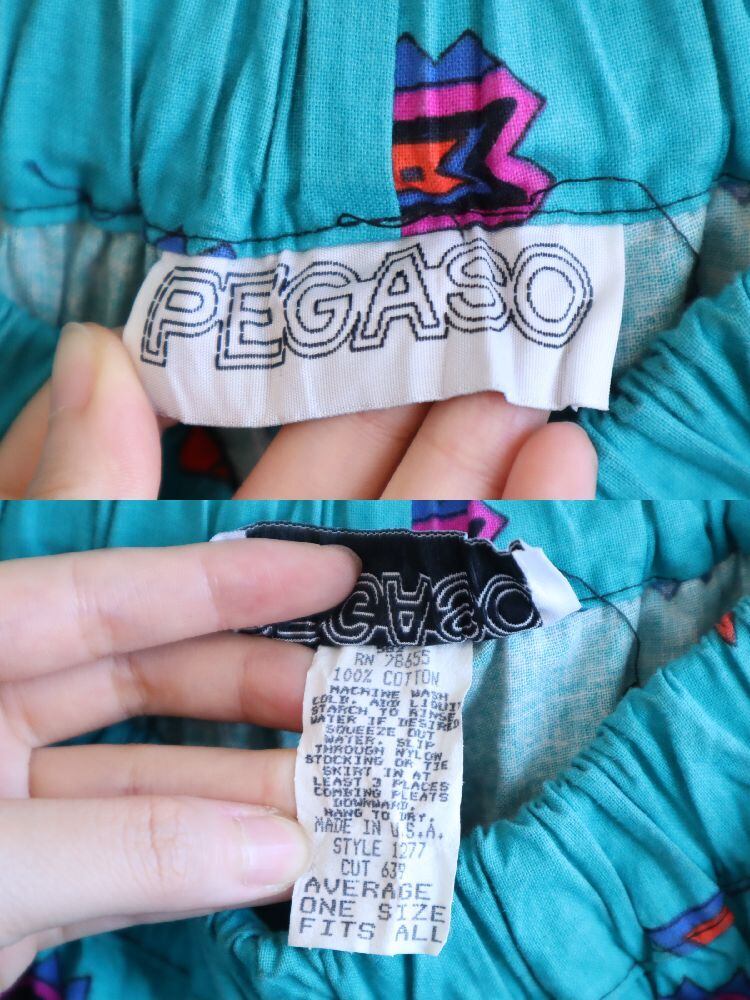 PEGASO
RN 78655
100% COTTON
MACHINE WASH
COLD. ADD LIQUID
STARCH TO RINSE
WATER IF DESIRED
SQUEEZE OUT
WATER. SLIP
THROUGH NYLON
STOCKING OR TIE
SKIRT IN AT
LEAST 3 PLACES
COMBING PLEATS
DOWNWARD.
HANG TO DRY.
MADE IN U.S.A.
STYLE 1277
CUT 639
AVERAGE
ONE SIZE
FITS ALL